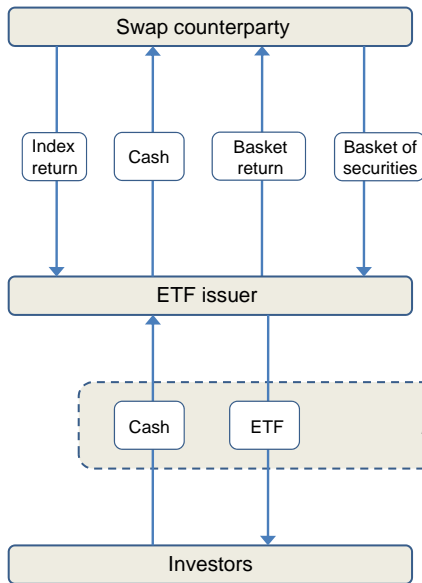 Swap counterparty
Index
return
Cash
Basket
return
Basket of
securities
ETF issuer
Cash
ETF
Investors